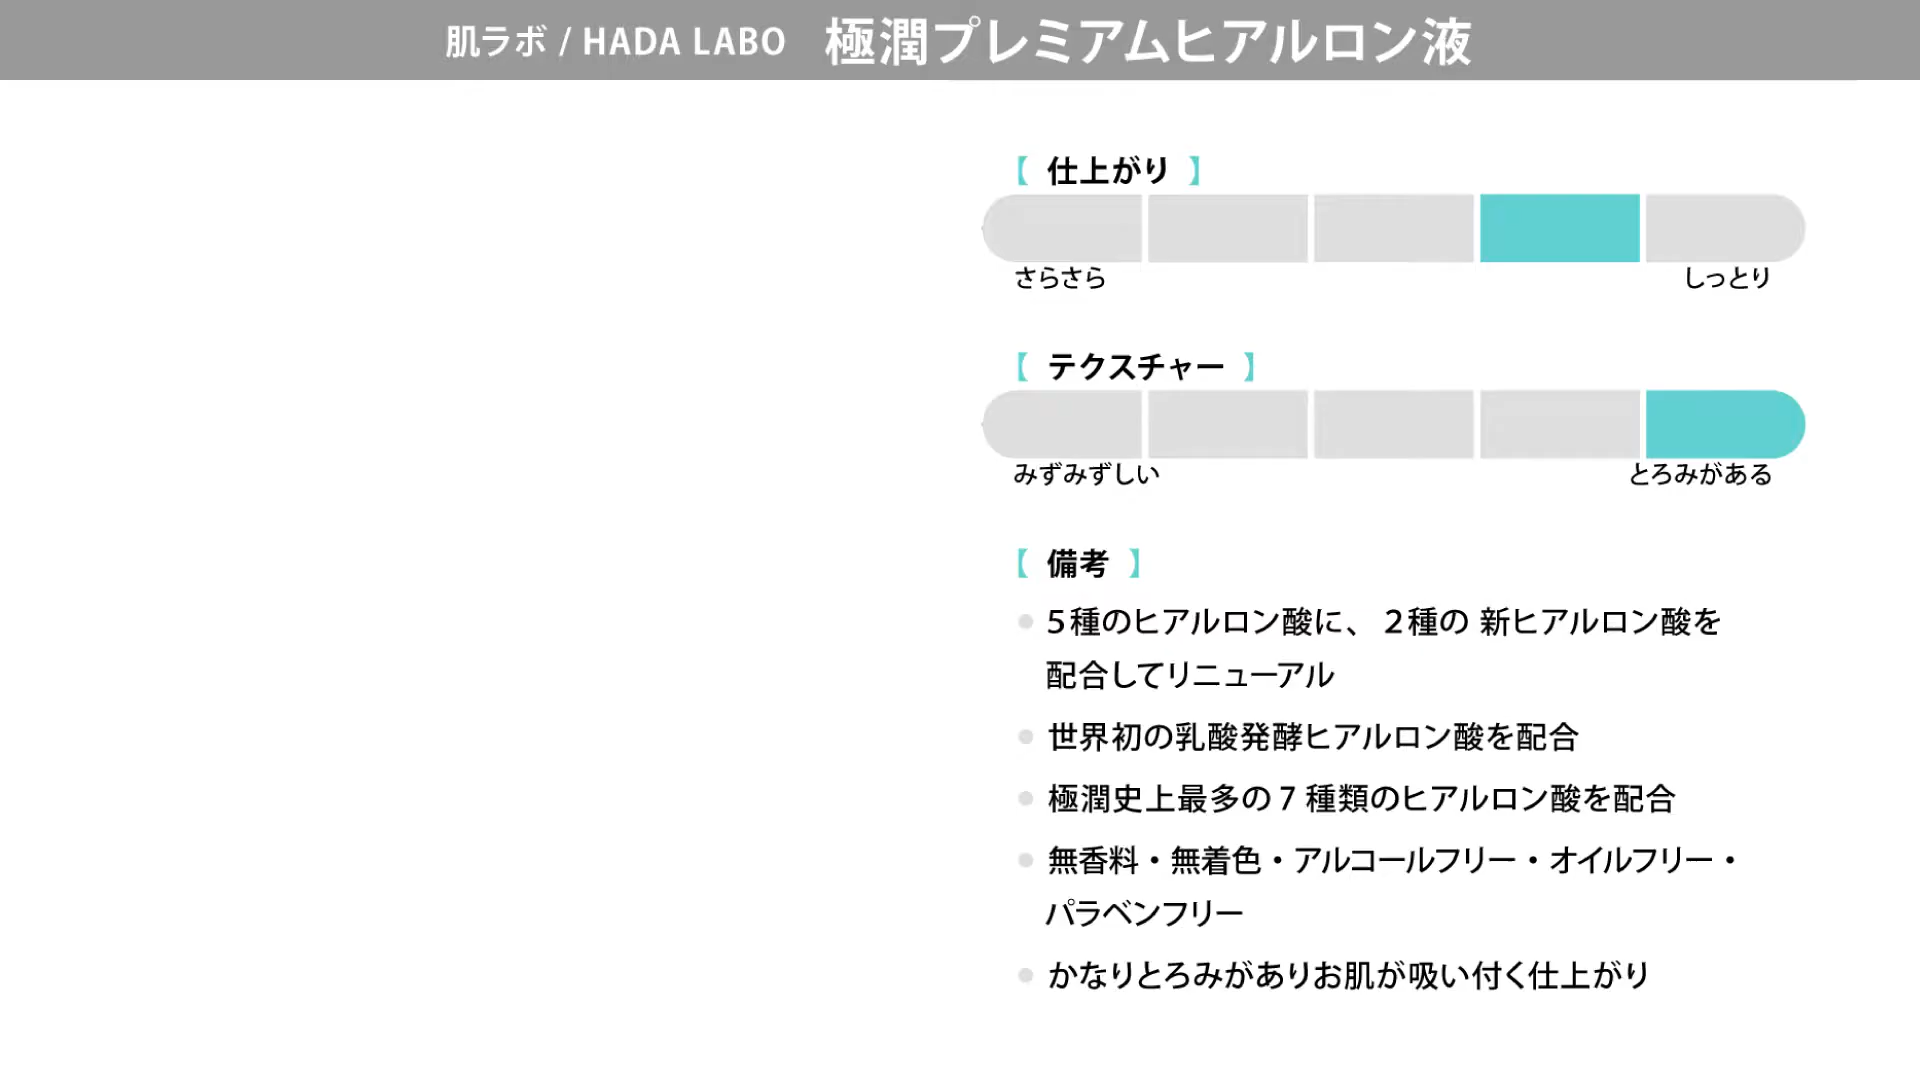 肌ラボ / HADA LABO 極潤プレミアムヒアルロン液
【 仕上がり 】
さらさら しっとり
【 テクスチャー 】
みずみずしい とろみがある
【 備考 】
5種のヒアルロン酸に、2種の 新ヒアルロン酸を
配合してリニューアル
世界初の乳酸発酵ヒアルロン酸を配合
極潤史上最多の7種類のヒアルロン酸を配合
無香料・無着色・アルコールフリー・オイルフリー・
パラベンフリー
かなりとろみがありお肌が吸い付く仕上がり